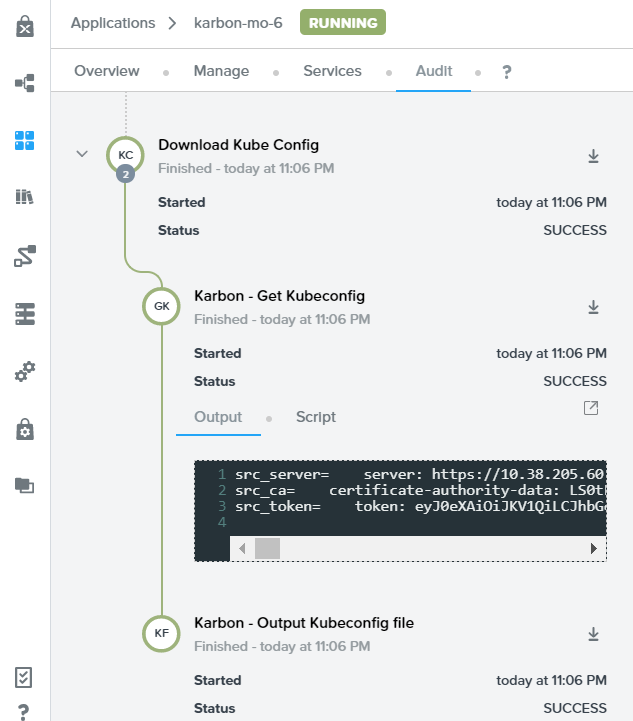 Applications > karbon-mo-6 RUNNING
Overview Manage Services Audit ?
KC Download Kube Config
2 Finished - today at 11:06 PM
Started today at 11:06 PM
Status SUCCESS
GK Karbon - Get Kubeconfig
Finished - today at 11:06 PM
Started today at 11:06 PM
Status SUCCESS
Output Script
1 src_server= server: https://10.38.205.60
2 src_ca= certificate-authority-data: LS0t
3 src_token= token: eyJ0eXAiOiJKV1QiLCJhbG
4
KF Karbon - Output Kubeconfig file
Finished - today at 11:06 PM
Started today at 11:06 PM
Status SUCCESS
?